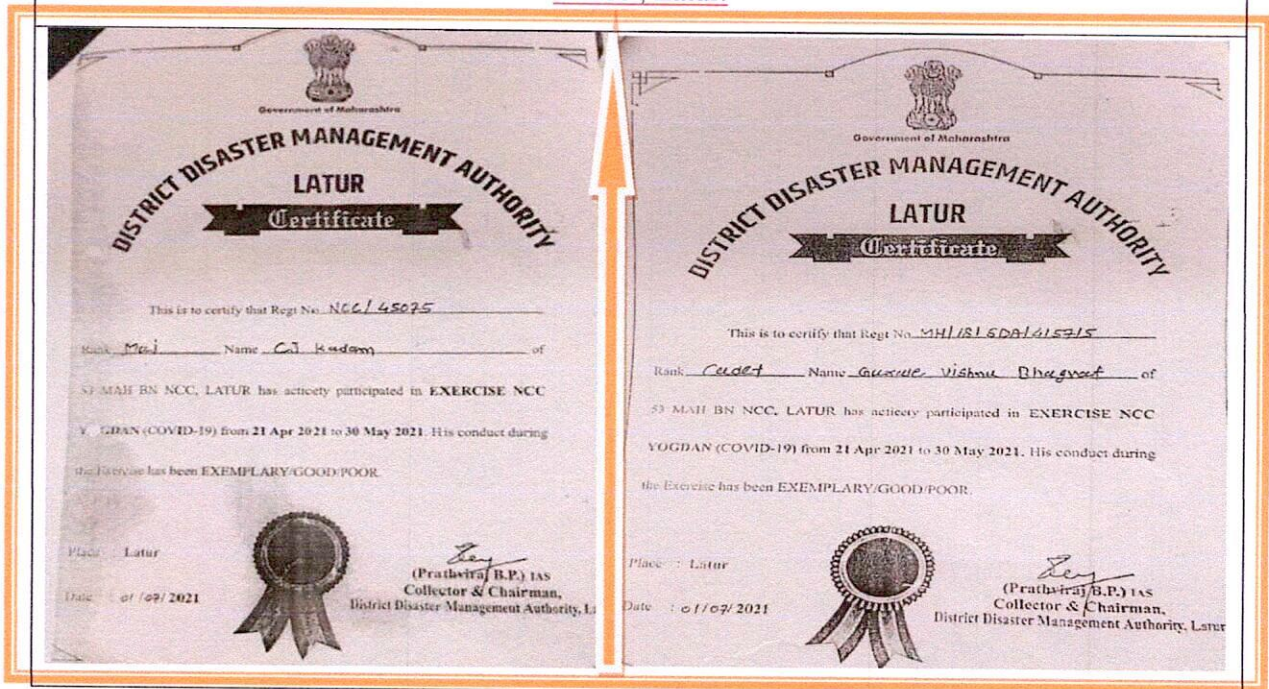 Government of Maharashtra
DISTRICT DISASTER MANAGEMENT AUTHORITY
LATUR
Certificate
This is to certify that Regt No NCC/45075
Rank Maj Name C.J Kadam of
53 MAH BN NCC, LATUR has acticety participated in EXERCISE NCC
YOGDAN (COVID-19) from 21 Apr 2021 to 30 May 2021. His conduct during
the Exercise has been EXEMPLARY/GOOD/POOR.
Place : Latur
Date : 01/07/2021
(Prathviraj B.P.) IAS
Collector & Chairman,
District Disaster Management Authority,
Government of Maharashtra
DISTRICT DISASTER MANAGEMENT AUTHORITY
LATUR
Certificate
This is to certify that Regt No MH/18/SDA/415715
Rank Cadet Name Vishnu Bhagwat of
53 MAH BN NCC, LATUR has acticety participated in EXERCISE NCC
YOGDAN (COVID-19) from 21 Apr 2021 to 30 May 2021. His conduct during
the Exercise has been EXEMPLARY/GOOD/POOR.
Place : Latur
Date : 01/07/2021
(Prathviraj B.P.) IAS
Collector & Chairman,
District Disaster Management Authority, Latur